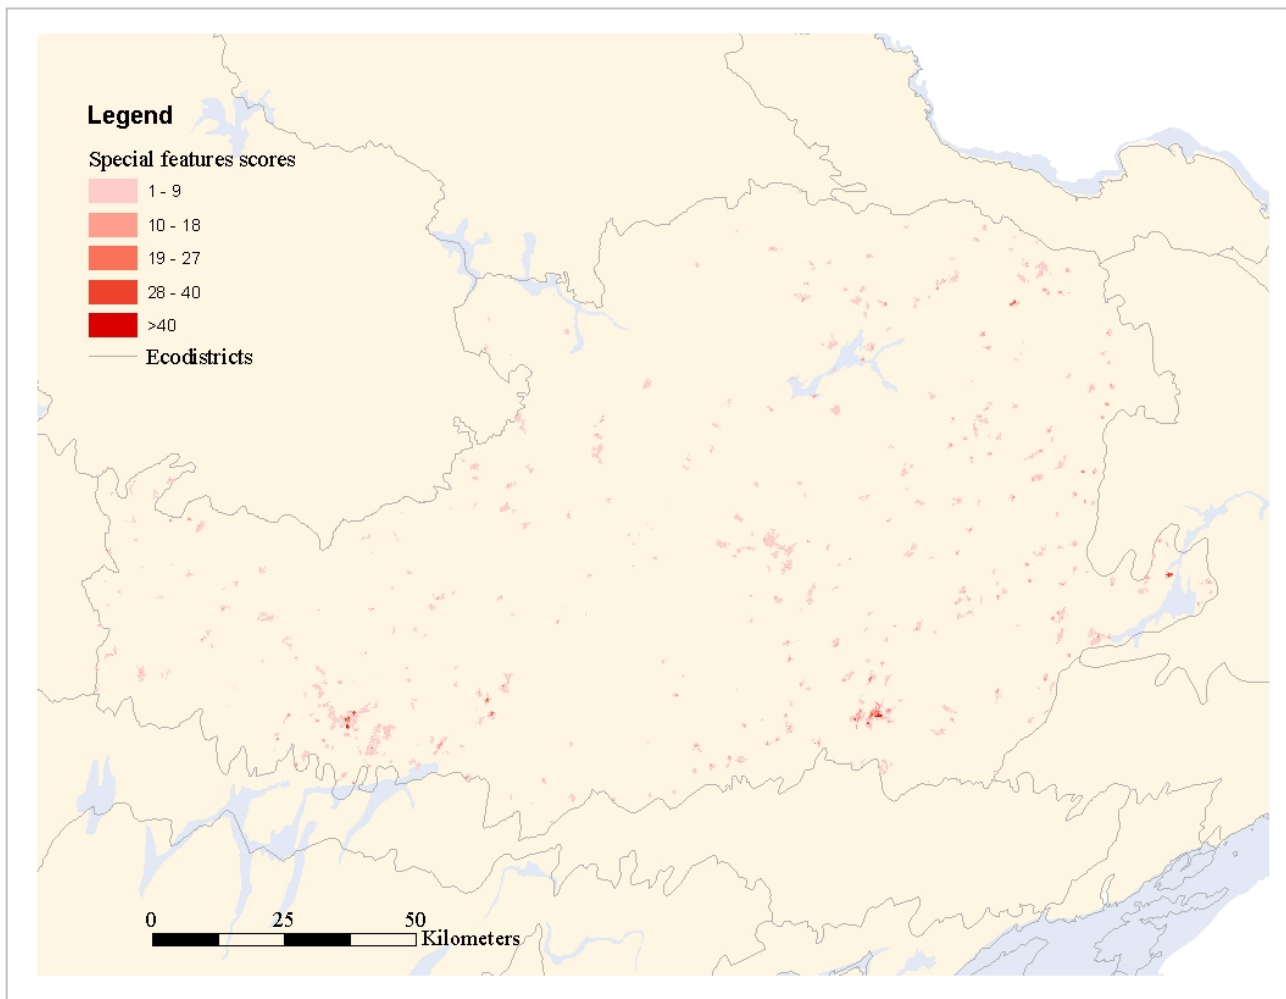 Legend
Special features scores
1 - 9
10 - 18
19 - 27
28 - 40
>40
Ecodistricts
0 25 50
Kilometers